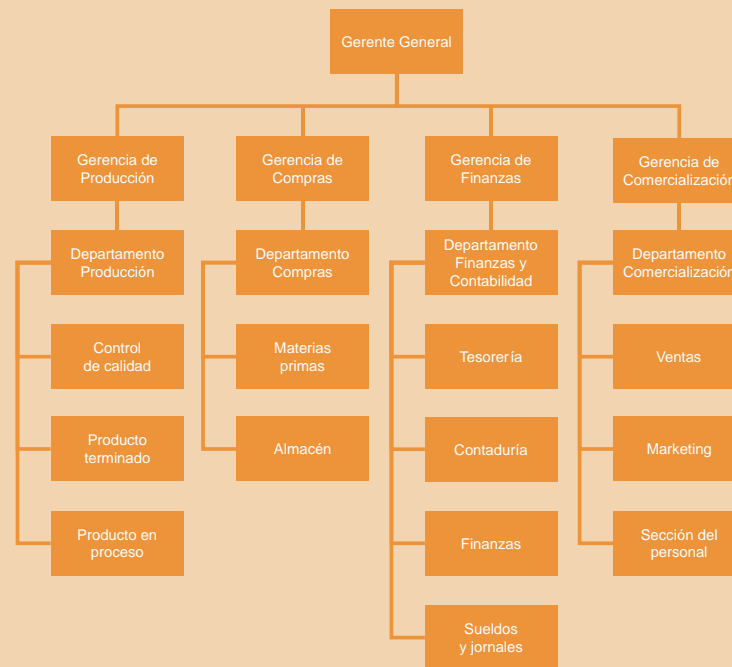 Gerente General
Gerencia de
Producción
Gerencia de
Compras
Gerencia de
Finanzas
Gerencia de
Comercialización
Departamento
Producción
Departamento
Compras
Departamento
Finanzas y
Contabilidad
Departamento
Comercialización
Control
de calidad
Materias
primas
Tesorería
Ventas
Producto
terminado
Almacén
Contaduría
Marketing
Producto en
proceso
Finanzas
Sección del
personal
Sueldos
y jornales